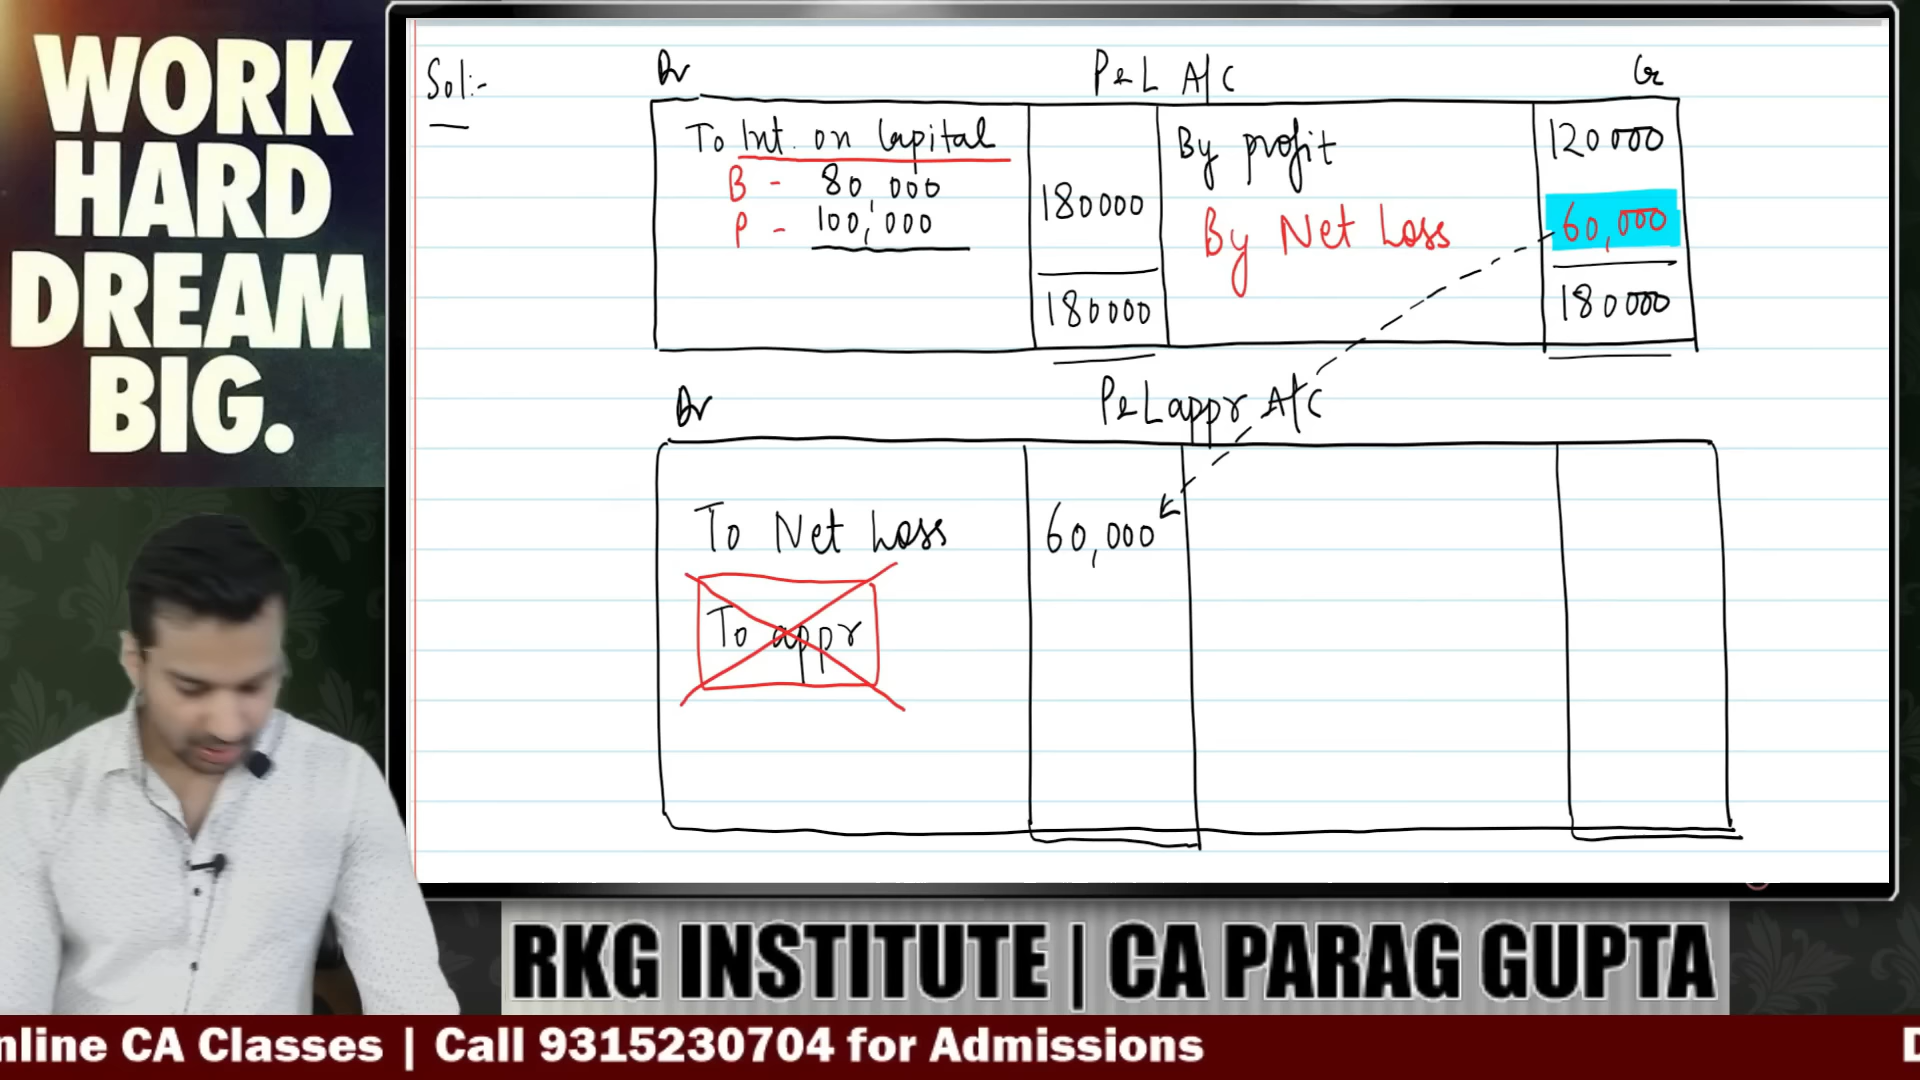 WORK
HARD
DREAM
BIG.
Sol:-
Dr P&L A/C Cr
To Int. on Capital
B - 80,000
P - 100,000
180000
180000
By profit 120000
By Net Loss 60,000
180000
Dr P&L appr A/C
To Net Loss 60,000
To appr
RKG INSTITUTE | CA PARAG GUPTA
nline CA Classes | Call 9315230704 for Admissions